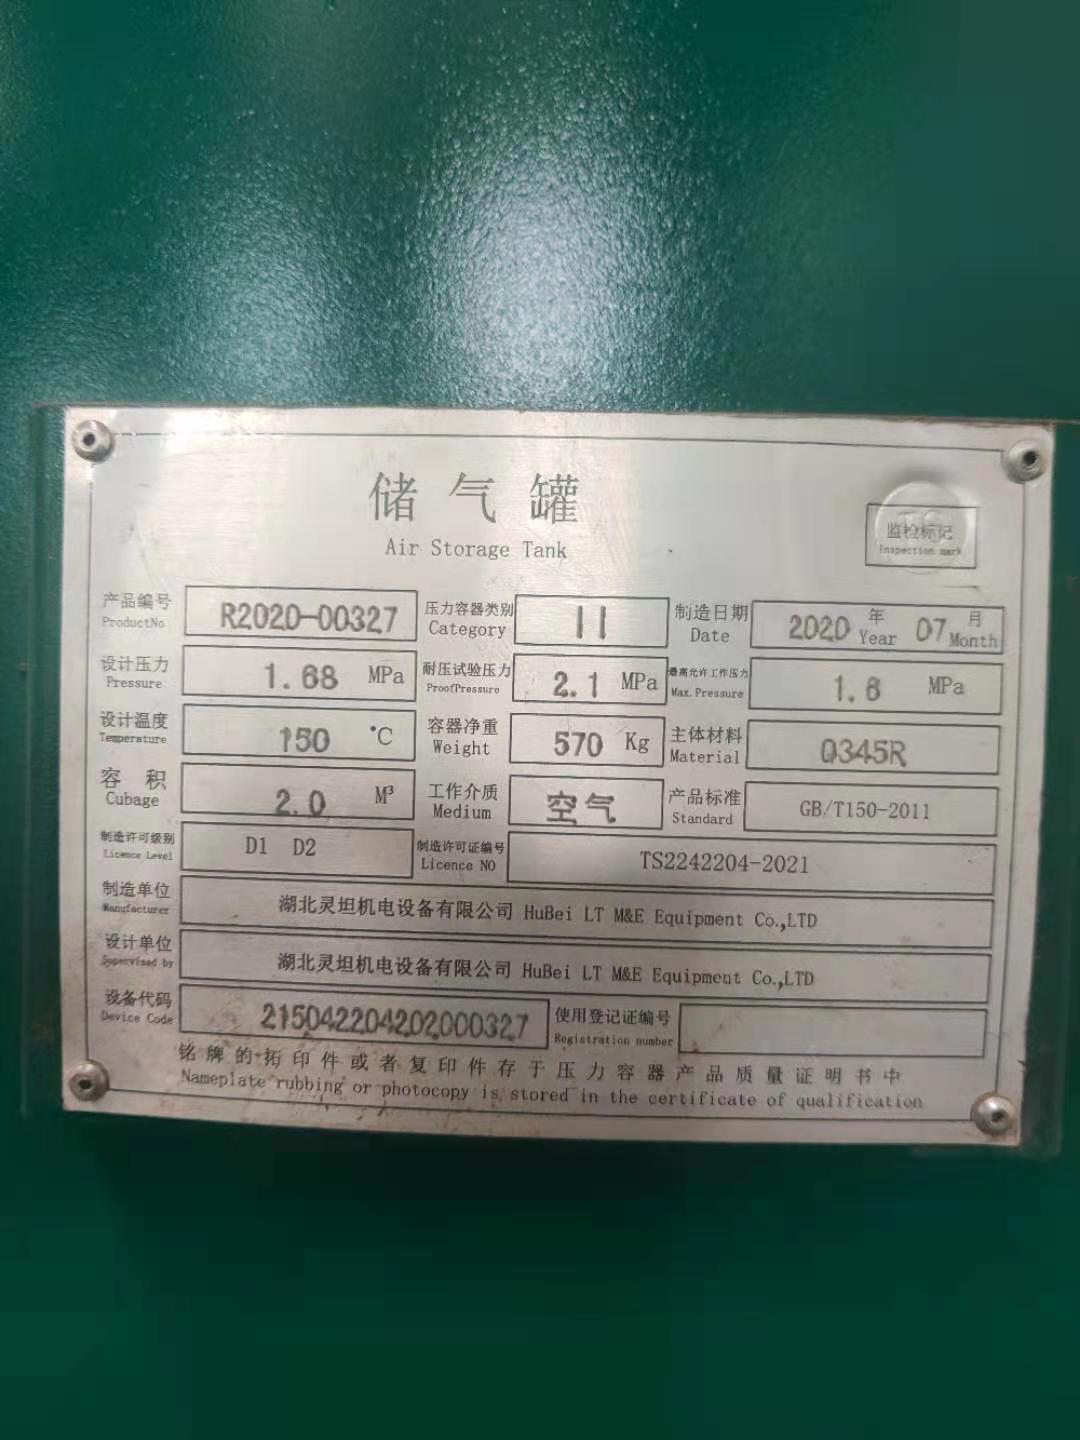 储气罐
Air Storage Tank
监检标记
Inspection mark
产品编号 R2020-00327 压力容器类别 II 制造日期 2020 年 07 月
ProductNo Category Date Year Month
设计压力 1.68 MPa 耐压试验压力 2.1 MPa 最高允许工作压力 1.6 MPa
Pressure ProofPressure Max. Pressure
设计温度 150 °C 容器净重 570 Kg 主体材料 Q345R
Temperature Weight Material
容积 2.0 M³ 工作介质 空气 产品标准 GB/T150-2011
Cubage Medium Standard
制造许可级别 D1 D2 制造许可证编号 TS2242204-2021
Licence Level Licence NO
制造单位 湖北灵坦机电设备有限公司 HuBei LT M&E Equipment Co.,LTD
Manufacturer
设计单位 湖北灵坦机电设备有限公司 HuBei LT M&E Equipment Co.,LTD
Supervised by
设备代码 215042204202000327 使用登记证编号
Device Code Registration number
铭牌的拓印件或者复印件存于压力容器产品质量证明书中
Nameplate rubbing or photocopy is stored in the certificate of qualification